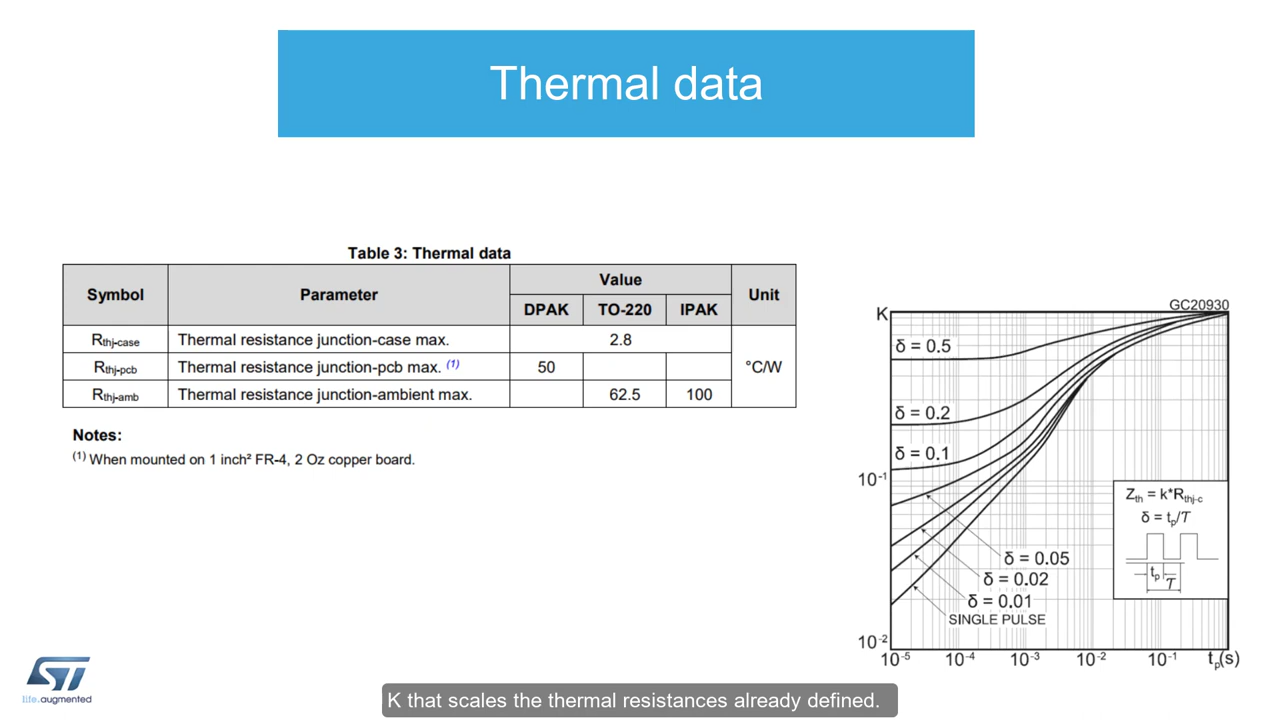 Thermal data
Table 3: Thermal data
Symbol Parameter Value Unit
DPAK TO-220 IPAK
Rthj-case Thermal resistance junction-case max. 2.8 °C/W
Rthj-pcb Thermal resistance junction-pcb max. (1) 50
Rthj-amb Thermal resistance junction-ambient max. 62.5 100
Notes:
(1) When mounted on 1 inch² FR-4, 2 Oz copper board.
GC20930
K
δ = 0.5
δ = 0.2
δ = 0.1
10⁻¹
Zth = k*Rthj-c
δ = tp/T
tp
T
δ = 0.05
δ = 0.02
δ = 0.01
SINGLE PULSE
10⁻²
10⁻⁵ 10⁻⁴ 10⁻³ 10⁻² 10⁻¹ tp(s)
ST
life.augmented
K that scales the thermal resistances already defined.